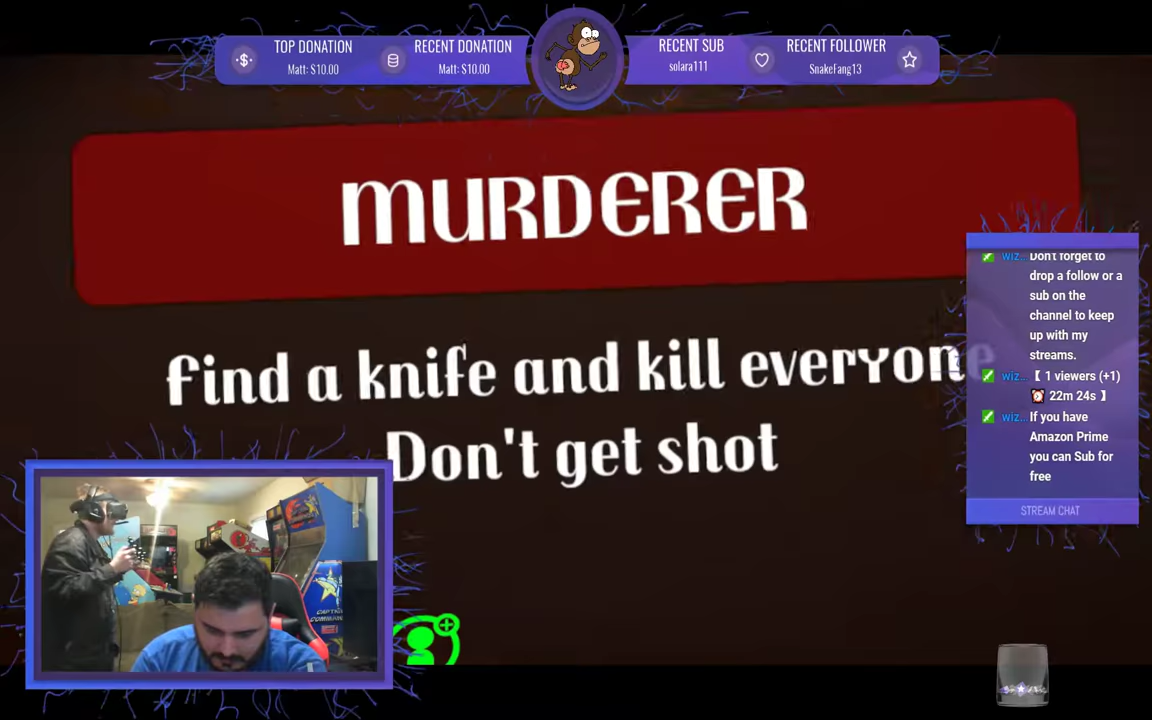 TOP DONATION
Matt: $10.00
RECENT DONATION
Matt: $10.00
RECENT SUB
solara111
RECENT FOLLOWER
SnakeFang13
MURDERER
find a knife and kill everyone
Don't get shot
wiz... Don't forget to
drop a follow or a
sub on the
channel to keep
up with my
streams.
wiz... 【 1 viewers (+1)
⏰ 22m 24s 】
wiz... If you have
Amazon Prime
you can Sub for
free
STREAM CHAT